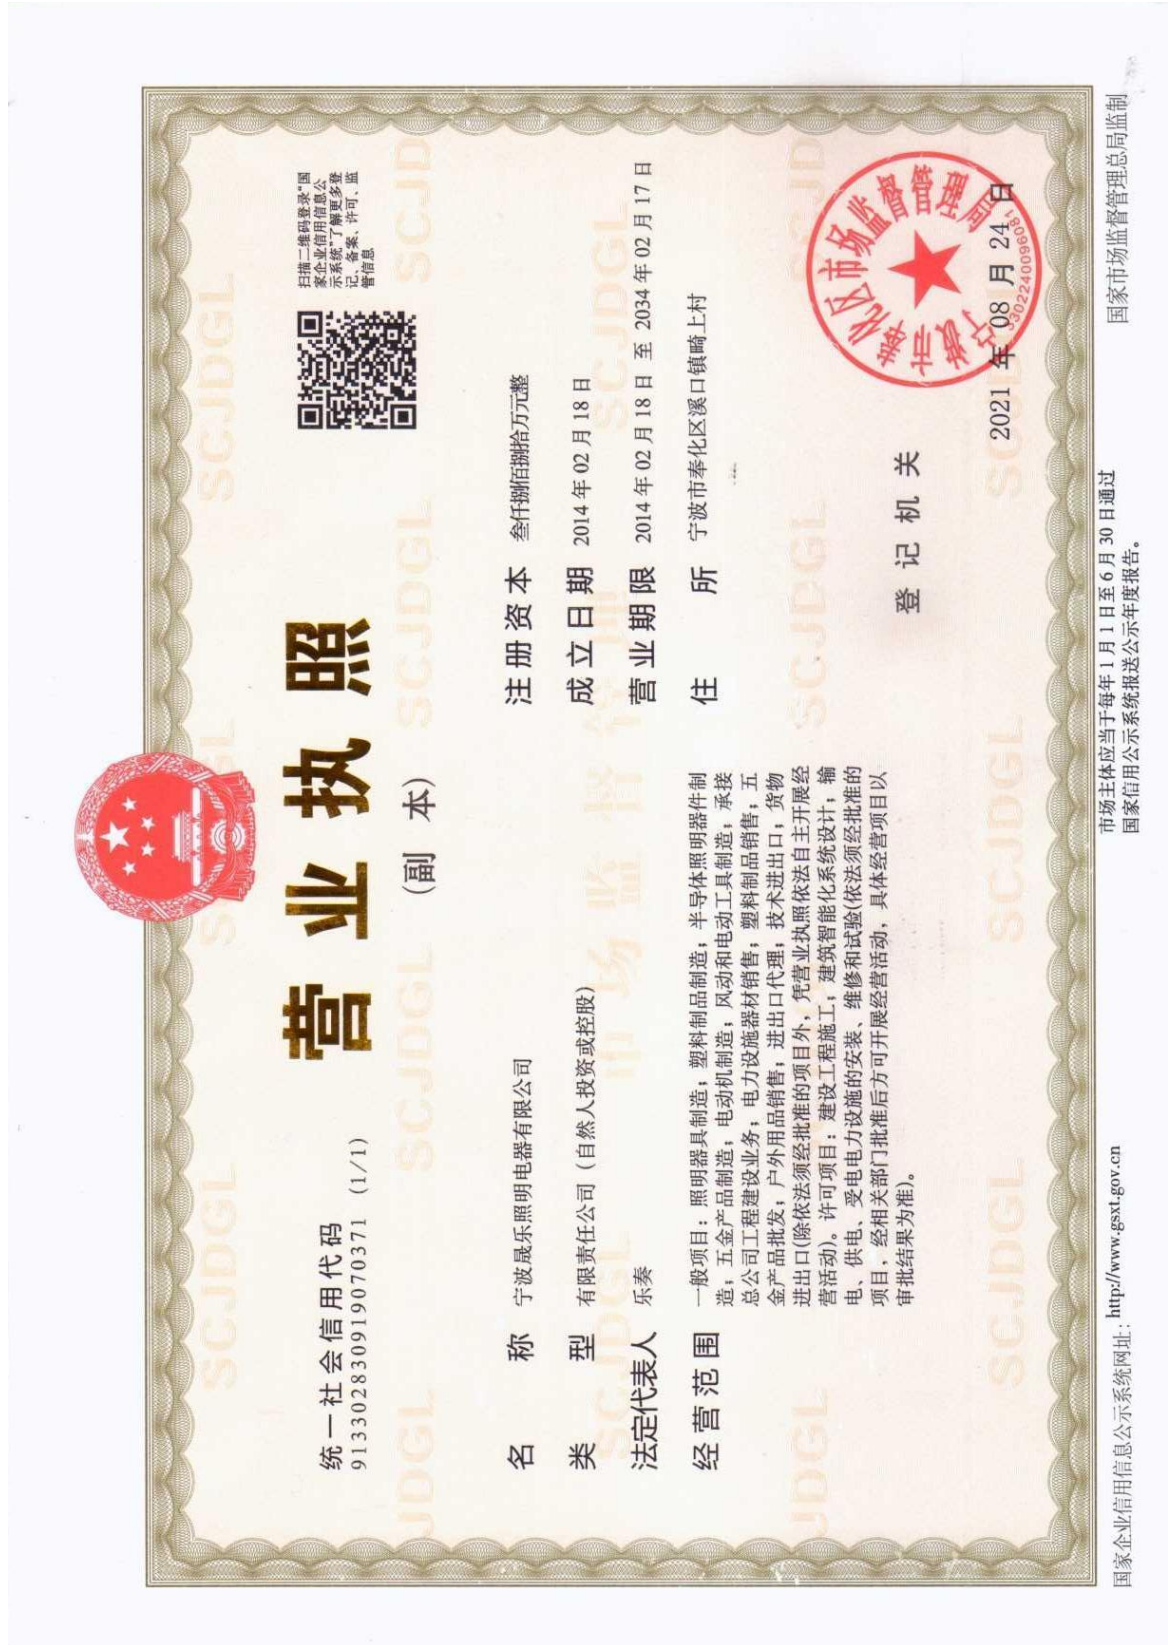 统一社会信用代码
913302830919070371 (1/1)
营业执照
(副 本)
扫描二维码登录“国
家企业信用信息公
示系统”了解更多登
记、备案、许可、监
管信息
名 称 宁波晟乐照明电器有限公司
类 型 有限责任公司（自然人投资或控股）
法定代表人 乐奏
经营范围 一般项目：照明器具制造；塑料制品制造；半导体照明器件制
造；五金产品制造；电动机制造；风动和电动工具制造；承接
总公司工程建设业务；电力设施器材销售；塑料制品销售；五
金产品批发；户外用品销售；进出口代理；技术进出口；货物
进出口(除依法须经批准的项目外，凭营业执照依法自主开展经
营活动)。许可项目：建设工程施工；建筑智能化系统设计；输
电、供电、受电电力设施的安装、维修和试验(依法须经批准的
项目，经相关部门批准后方可开展经营活动，具体经营项目以
审批结果为准)。
注册资本 叁仟捌佰捌拾万元整
成立日期 2014年02月18日
营业期限 2014年02月18日至2034年02月17日
住 所 宁波市奉化区溪口镇畸上村
登记机关
宁波市奉化区市场监督管理局
3302240096081
2021年08月24日
SCJDGL
市场监督管理
国家企业信用信息公示系统网址：http://www.gsxt.gov.cn
市场主体应当于每年1月1日至6月30日通过
国家信用公示系统报送公示年度报告。
国家市场监督管理总局监制